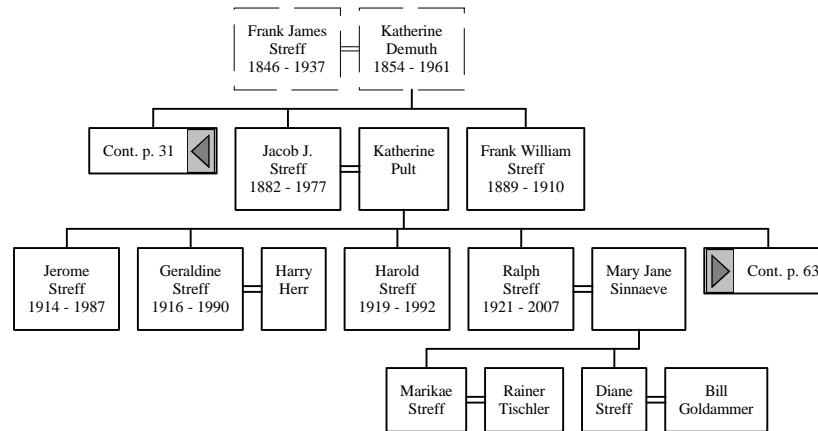 Frank James
Streff
1846 - 1937
Katherine
Demuth
1854 - 1961
Cont. p. 31
Jacob J.
Streff
1882 - 1977
Katherine
Pult
Frank William
Streff
1889 - 1910
Jerome
Streff
1914 - 1987
Geraldine
Streff
1916 - 1990
Harry
Herr
Harold
Streff
1919 - 1992
Ralph
Streff
1921 - 2007
Mary Jane
Sinnaeve
Cont. p. 63
Marikae
Streff
Rainer
Tischler
Diane
Streff
Bill
Goldammer